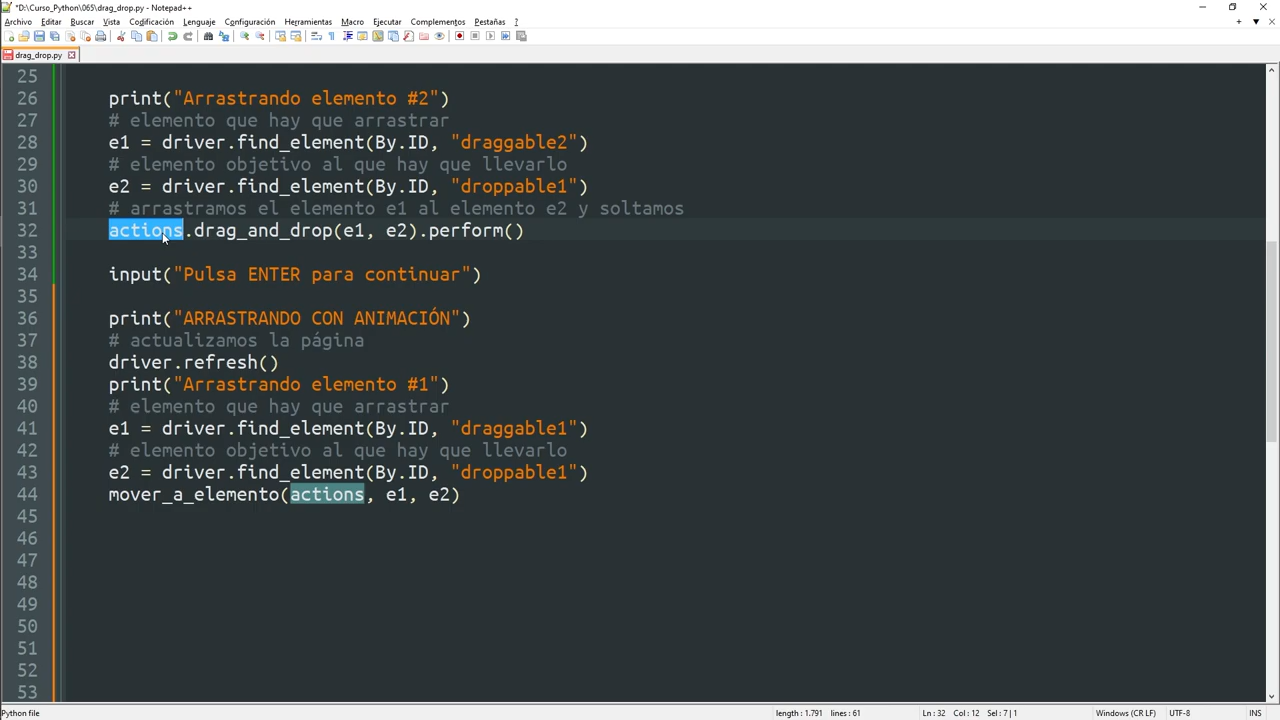 *D:\Curso_Python\065\drag_drop.py - Notepad++
Archivo Editar Buscar Vista Codificación Lenguaje Configuración Herramientas Macro Ejecutar Complementos Pestañas ?
drag_drop.py
25
26 print("Arrastrando elemento #2")
27 # elemento que hay que arrastrar
28 e1 = driver.find_element(By.ID, "draggable2")
29 # elemento objetivo al que hay que llevarlo
30 e2 = driver.find_element(By.ID, "droppable1")
31 # arrastramos el elemento e1 al elemento e2 y soltamos
32 actions.drag_and_drop(e1, e2).perform()
33
34 input("Pulsa ENTER para continuar")
35
36 print("ARRASTRANDO CON ANIMACIÓN")
37 # actualizamos la página
38 driver.refresh()
39 print("Arrastrando elemento #1")
40 # elemento que hay que arrastrar
41 e1 = driver.find_element(By.ID, "draggable1")
42 # elemento objetivo al que hay que llevarlo
43 e2 = driver.find_element(By.ID, "droppable1")
44 mover_a_elemento(actions, e1, e2)
45
46
47
48
49
50
51
52
53
Python file length : 1.791 lines : 61 Ln : 32 Col : 12 Sel : 7 | 1 Windows (CR LF) UTF-8 INS